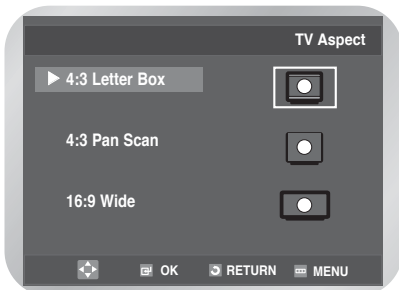 TV Aspect
4:3 Letter Box
4:3 Pan Scan
16:9 Wide
OK RETURN MENU